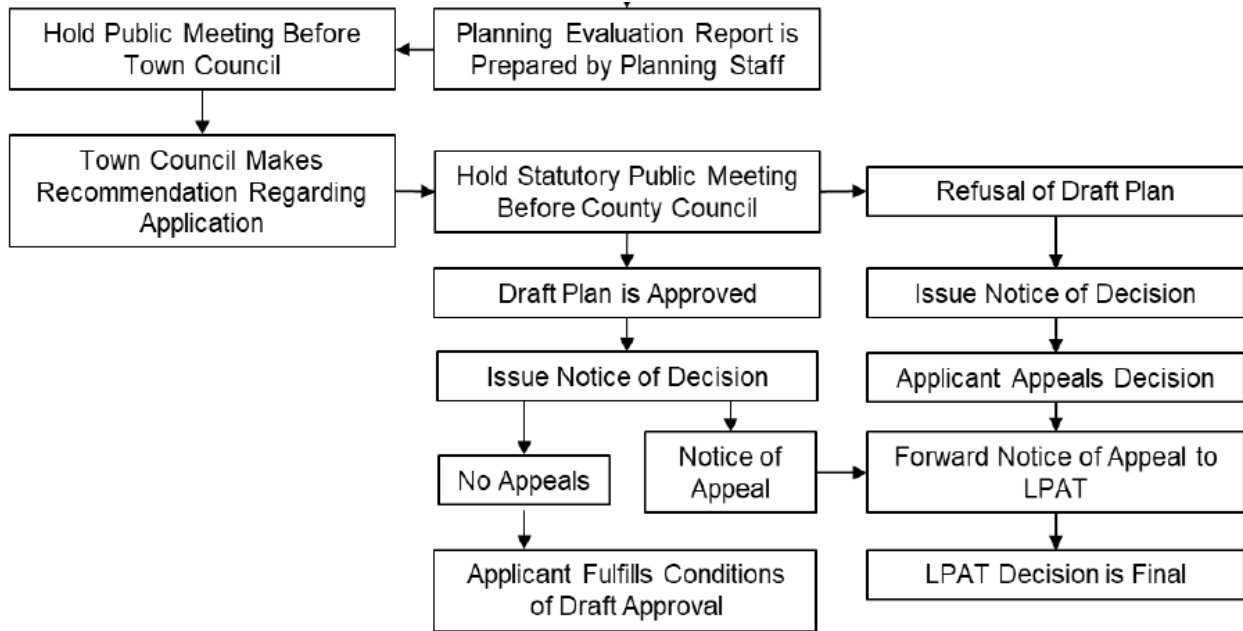 Hold Public Meeting Before
Town Council
Planning Evaluation Report is
Prepared by Planning Staff
Town Council Makes
Recommendation Regarding
Application
Hold Statutory Public Meeting
Before County Council
Refusal of Draft Plan
Draft Plan is Approved
Issue Notice of Decision
Issue Notice of Decision
Applicant Appeals Decision
No Appeals
Notice of
Appeal
Forward Notice of Appeal to
LPAT
Applicant Fulfills Conditions
of Draft Approval
LPAT Decision is Final